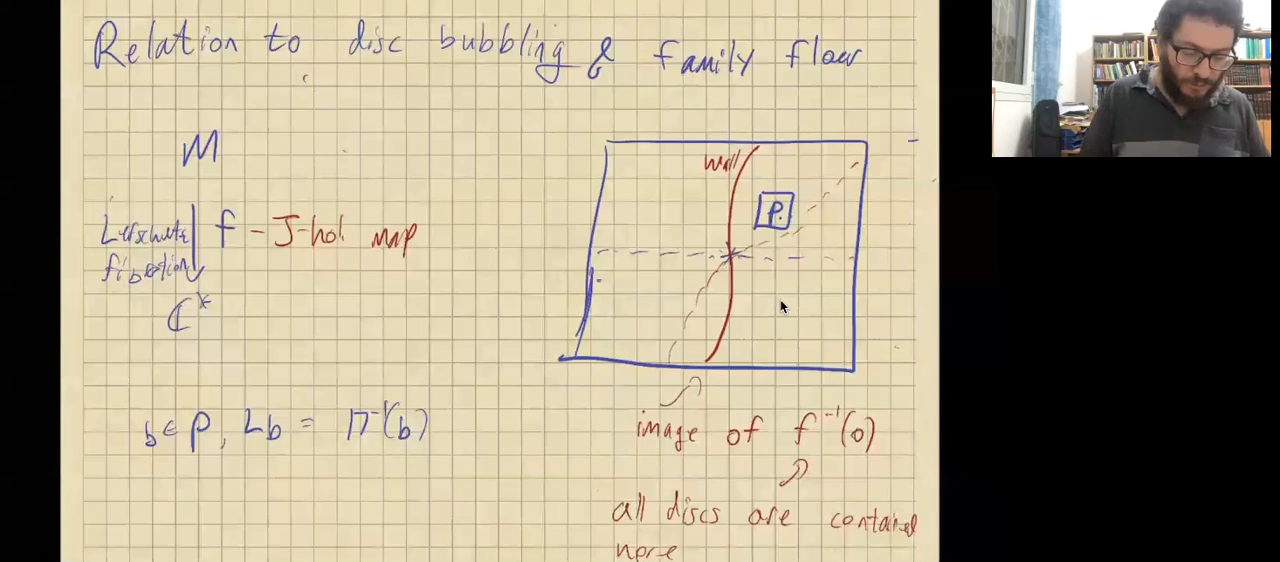 Relation to disc bubbling & family floer
M
wall
P
Lefschetz f - J-hol. map
fibration
ℂ*
b ∈ P, L_b = π⁻¹(b)
image of f⁻¹(0)
all discs are contained
here